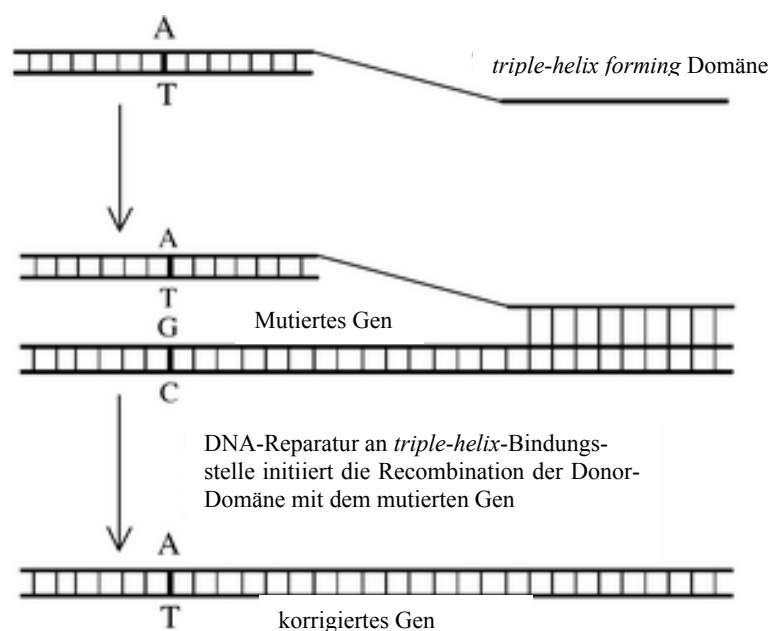 A
triple-helix forming Domäne
T
A
T
Mutiertes Gen
G
C
DNA-Reparatur an triple-helix-Bindungs-
stelle initiiert die Recombination der Donor-
Domäne mit dem mutierten Gen
A
T
korrigiertes Gen